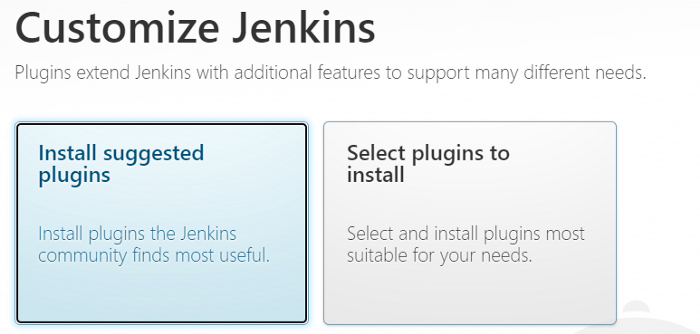 Customize Jenkins
Plugins extend Jenkins with additional features to support many different needs.
Install suggested
plugins
Install plugins the Jenkins
community finds most useful.
Select plugins to
install
Select and install plugins most
suitable for your needs.